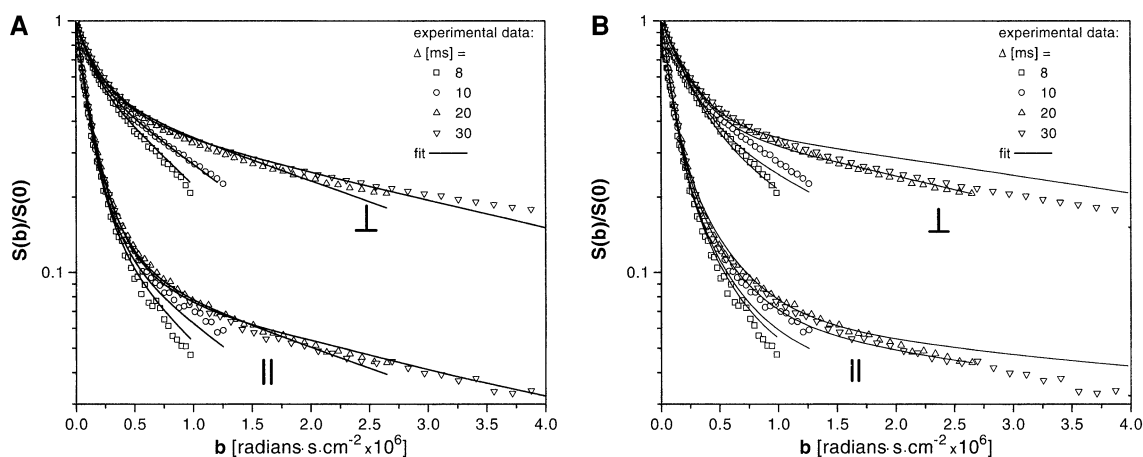 A
experimental data:
Δ [ms] =
8
10
20
30
fit
S(b)/S(0)
1
0.1
⊥
||
0.0 0.5 1.0 1.5 2.0 2.5 3.0 3.5 4.0
b [radians·s·cm⁻² x10⁶]
B
experimental data:
Δ [ms] =
8
10
20
30
fit
S(b)/S(0)
1
0.1
⊥
||
0.0 0.5 1.0 1.5 2.0 2.5 3.0 3.5 4.0
b [radians·s·cm⁻² x10⁶]